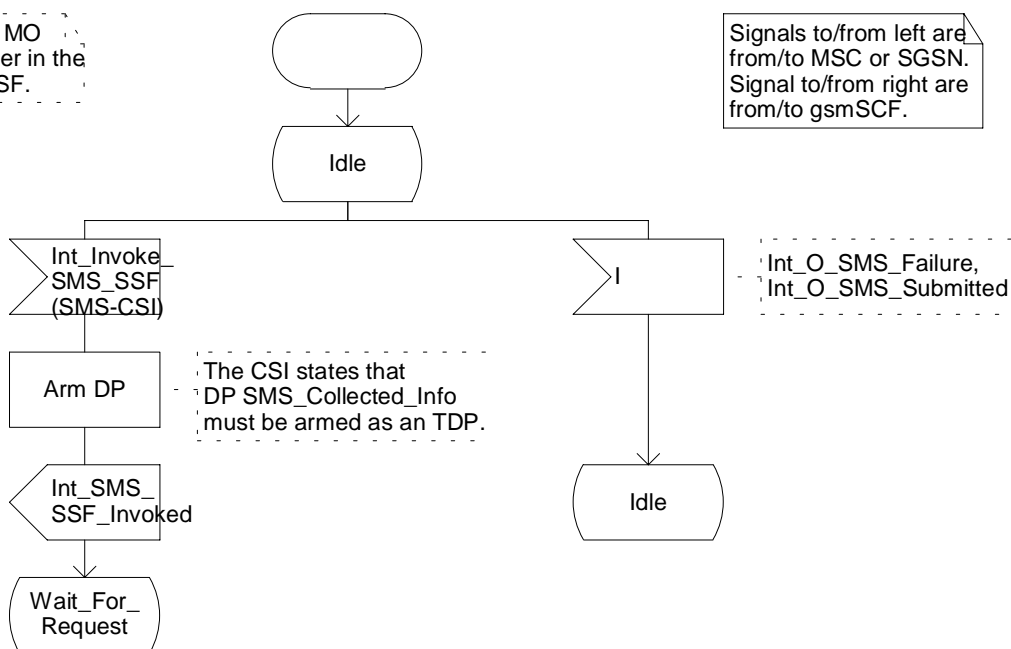 MO
er in the
SF.
Signals to/from left are
from/to MSC or SGSN.
Signal to/from right are
from/to gsmSCF.
Idle
Int_Invoke_
SMS_SSF
(SMS-CSI)
I
Int_O_SMS_Failure,
Int_O_SMS_Submitted
Arm DP
The CSI states that
DP SMS_Collected_Info
must be armed as an TDP.
Int_SMS_
SSF_Invoked
Idle
Wait_For_
Request